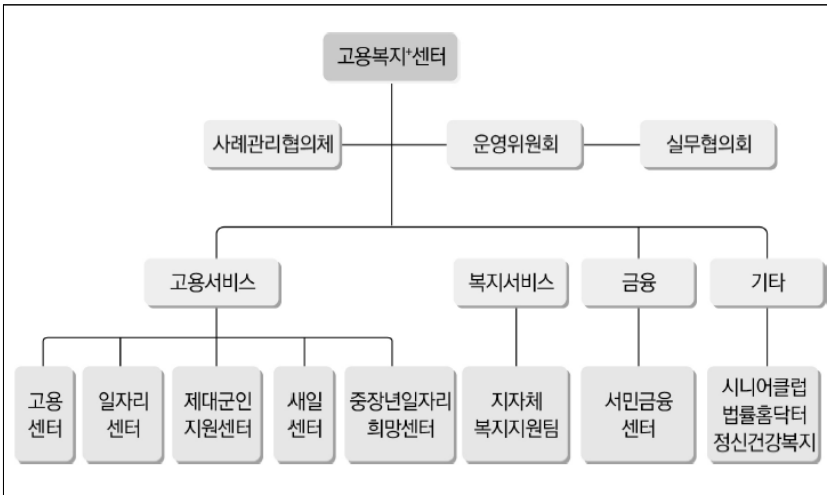 고용복지+센터
사례관리협의체
운영위원회
실무협의회
고용서비스
복지서비스
금융
기타
고용
센터
일자리
센터
제대군인
지원센터
새일
센터
중장년일자리
희망센터
지자체
복지지원팀
서민금융
센터
시니어클럽
법률홈닥터
정신건강복지